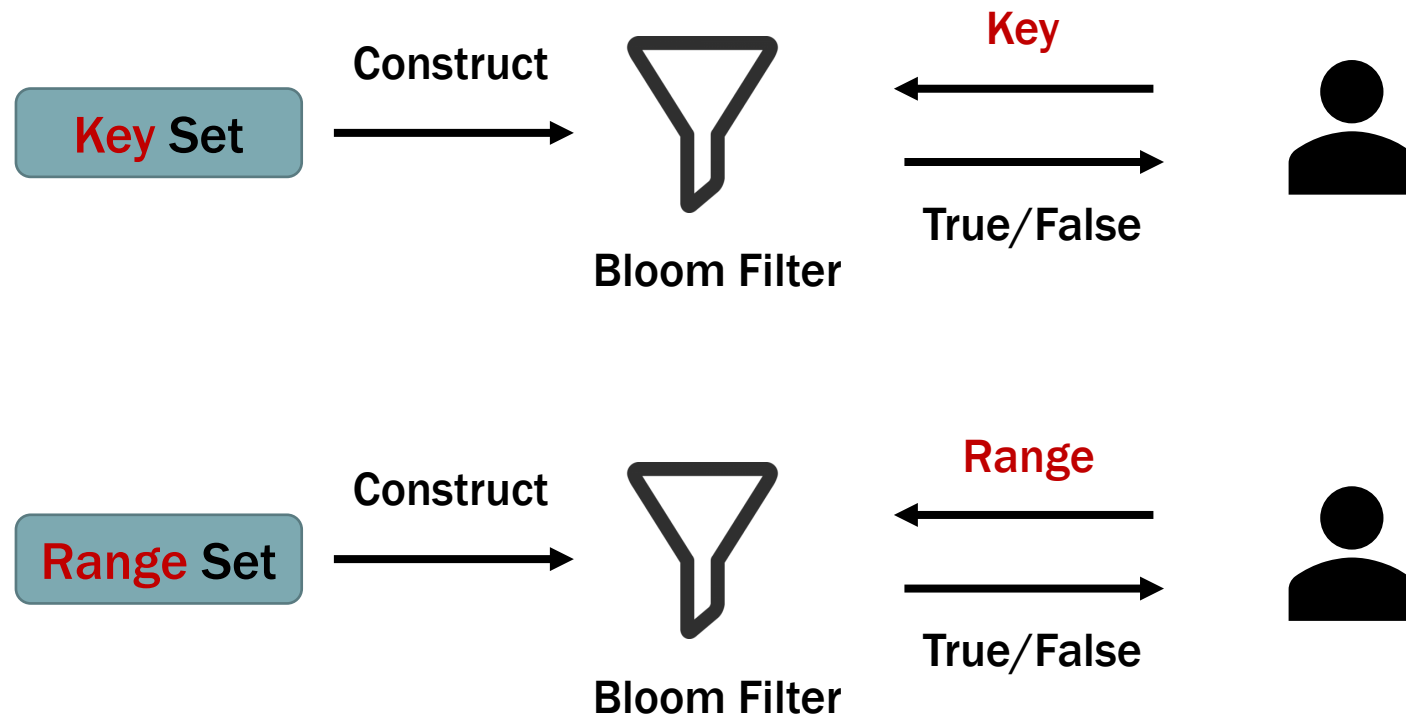 Key
Construct
Key Set
True/False
Bloom Filter
Range
Construct
Range Set
True/False
Bloom Filter